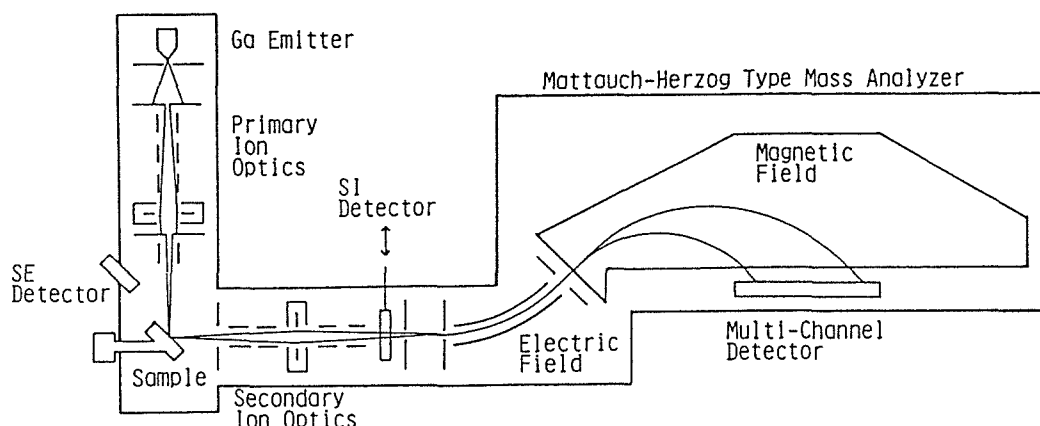 Ga Emitter
Mattauch-Herzog Type Mass Analyzer
Primary
Ion
Optics
Magnetic
Field
SI
Detector
SE
Detector
Electric
Field
Multi-Channel
Detector
Sample
Secondary
Ion Optics